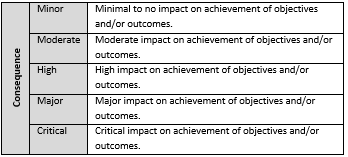 Consequence
Minor
Minimal to no impact on achievement of objectives
and/or outcomes.
Moderate
Moderate impact on achievement of objectives and/or
outcomes.
High
High impact on achievement of objectives and/or
outcomes.
Major
Major impact on achievement of objectives and/or
outcomes.
Critical
Critical impact on achievement of objectives and/or
outcomes.